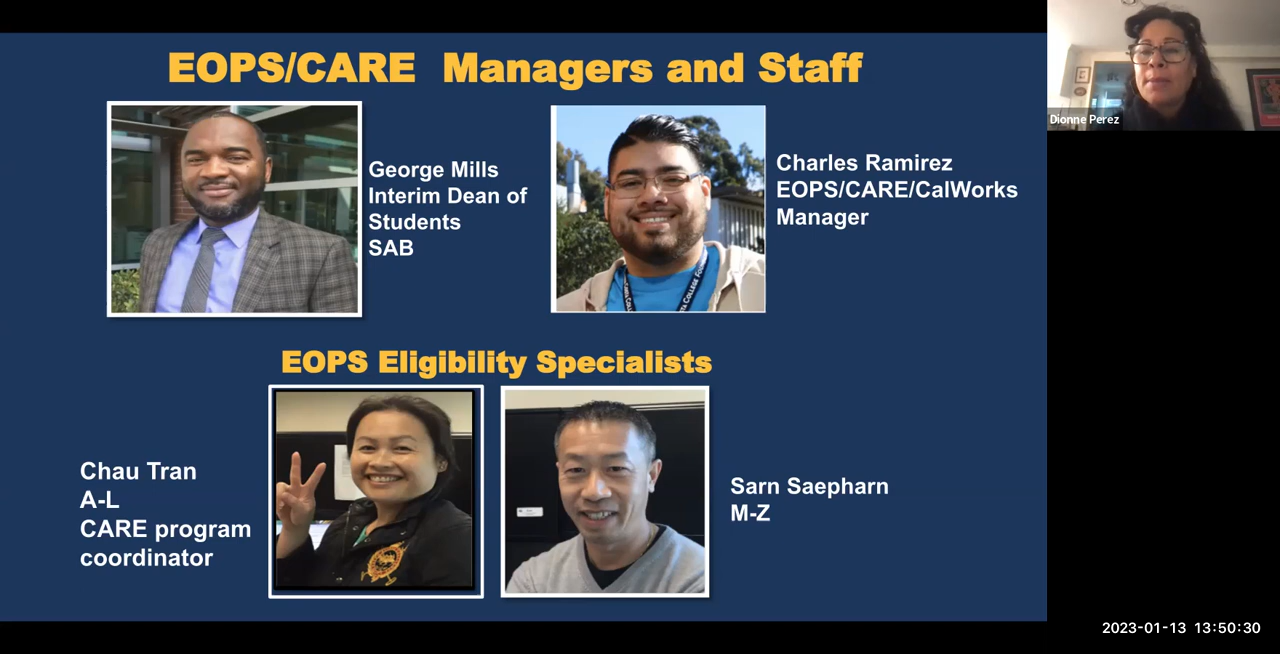 EOPS/CARE Managers and Staff
George Mills
Interim Dean of
Students
SAB
Charles Ramirez
EOPS/CARE/CalWorks
Manager
Dionne Perez
EOPS Eligibility Specialists
Chau Tran
A-L
CARE program
coordinator
Sarn Saepharn
M-Z
2023-01-13 13:50:30